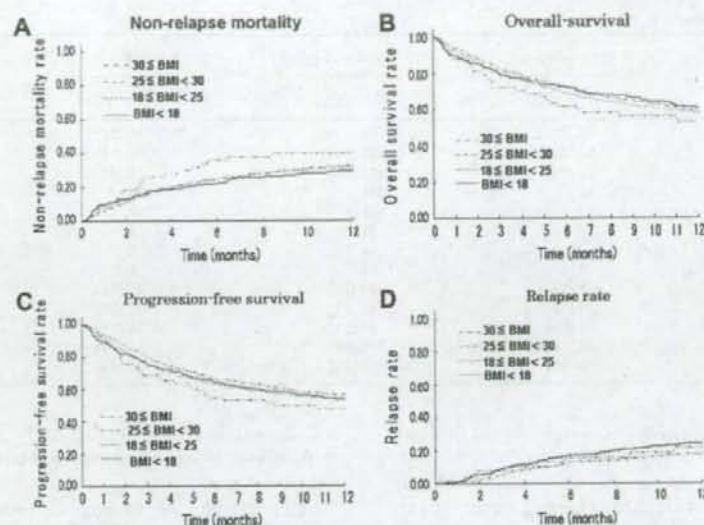 A
Non-relapse mortality
Non-relapse mortality rate
1.00
0.80
0.60
0.40
0.20
0.00
30≦BMI
25≦BMI<30
18≦BMI<25
BMI<18
0 2 4 6 8 10 12
Time (months)
B
Overall-survival
Overall survival rate
1.00
0.80
0.60
0.40
0.20
0.00
30≦BMI
25≦BMI<30
18≦BMI<25
BMI<18
0 1 2 3 4 5 6 7 8 9 10 11 12
Time (months)
C
Progression-free survival
Progression-free survival rate
1.00
0.80
0.60
0.40
0.20
0.00
30≦BMI
25≦BMI<30
18≦BMI<25
BMI<18
0 1 2 3 4 5 6 7 8 9 10 11 12
Time (months)
D
Relapse rate
Relapse rate
1.00
0.80
0.60
0.40
0.20
0.00
30≦BMI
25≦BMI<30
18≦BMI<25
BMI<18
0 2 4 6 8 10 12
Time (months)